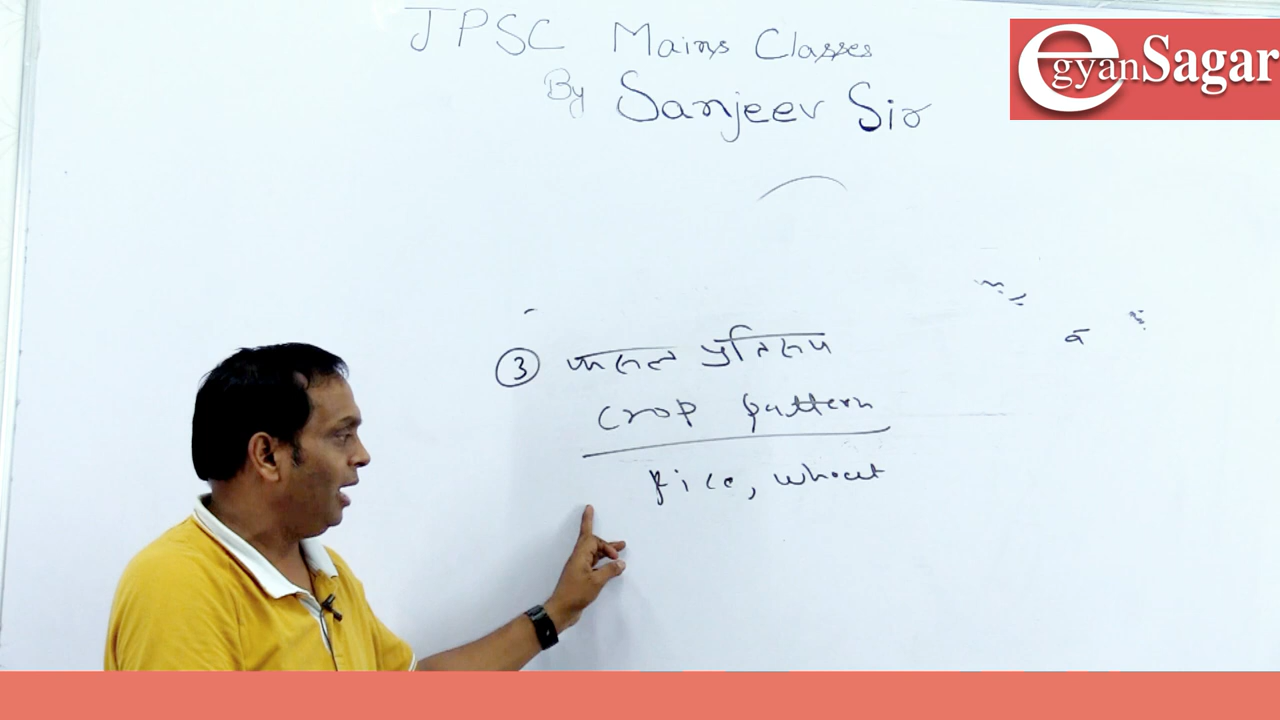 JPSC Mains Classes
By Sanjeev Sir
egyanSagar
③ फसल प्रतिरूप
Crop pattern
Rice, wheat